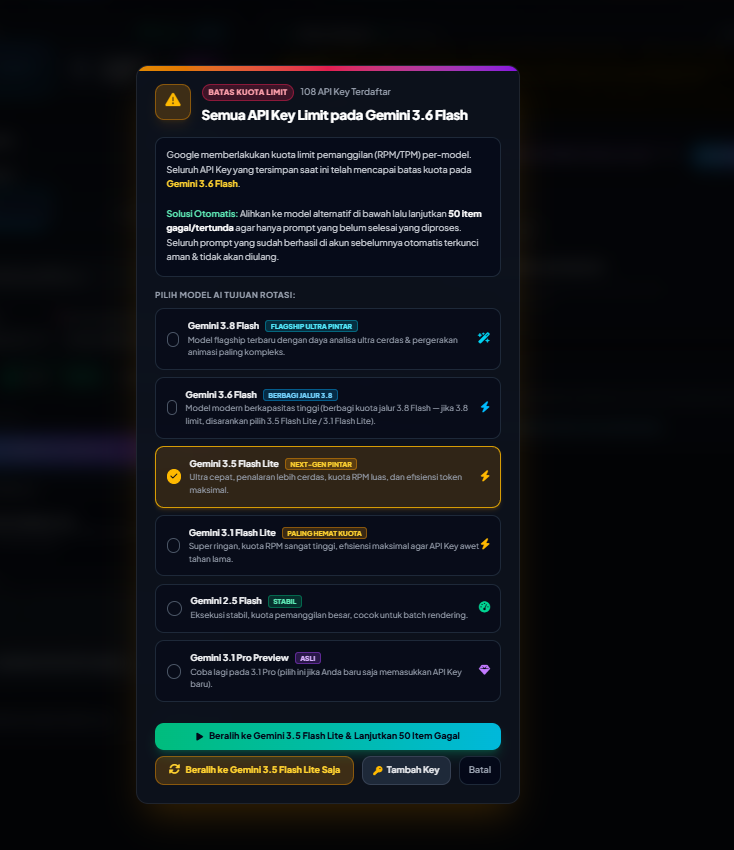 BATAS KUOTA LIMIT 108 API Key Terdaftar
Semua API Key Limit pada Gemini 3.6 Flash
Google memberlakukan kuota limit pemanggilan (RPM/TPM) per-model.
Seluruh API Key yang tersimpan saat ini telah mencapai batas kuota pada
Gemini 3.6 Flash.
Solusi Otomatis: Alihkan ke model alternatif di bawah lalu lanjutkan 50 Item
gagal/tertunda agar hanya prompt yang belum selesai yang diproses.
Seluruh prompt yang sudah berhasil di akun sebelumnya otomatis terkunci
aman & tidak akan diulang.
PILIH MODEL AI TUJUAN ROTASI:
Gemini 3.8 Flash FLAGSHIP ULTRA PINTAR
Model flagship terbaru dengan daya analisa ultra cerdas & pergerakan
animasi paling kompleks.
Gemini 3.6 Flash BERBAGI JALUR 3.8
Model modern berkapasitas tinggi (berbagi kuota jalur 3.8 Flash — jika 3.8
limit, disarankan pilih 3.5 Flash Lite / 3.1 Flash Lite).
Gemini 3.5 Flash Lite NEXT-GEN PINTAR
Ultra cepat, penalaran lebih cerdas, kuota RPM luas, dan efisiensi token
maksimal.
Gemini 3.1 Flash Lite PALING HEMAT KUOTA
Super ringan, kuota RPM sangat tinggi, efisiensi maksimal agar API Key awet
tahan lama.
Gemini 2.5 Flash STABIL
Eksekusi stabil, kuota pemanggilan besar, cocok untuk batch rendering.
Gemini 3.1 Pro Preview ASLI
Coba lagi pada 3.1 Pro (pilih ini jika Anda baru saja memasukkan API Key
baru).
Beralih ke Gemini 3.5 Flash Lite & Lanjutkan 50 Item Gagal
Beralih ke Gemini 3.5 Flash Lite Saja Tambah Key Batal